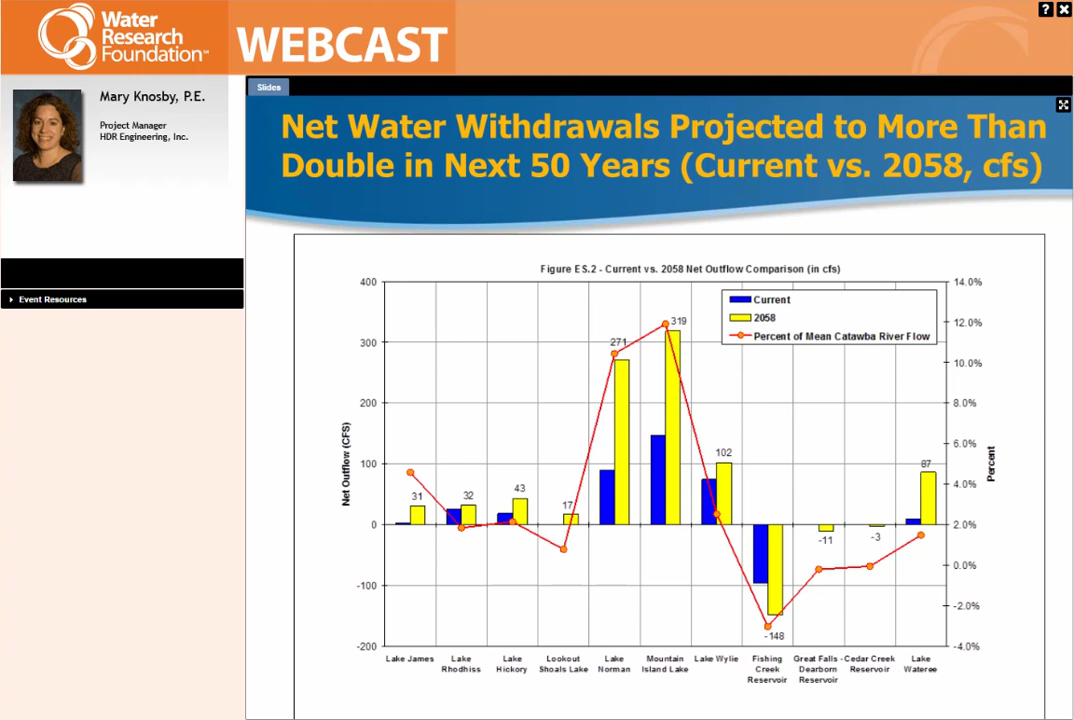 Water
Research
Foundation℠
WEBCAST
? ×
Mary Knosby, P.E.
Project Manager
HDR Engineering, Inc.
Event Resources
Slides
Net Water Withdrawals Projected to More Than
Double in Next 50 Years (Current vs. 2058, cfs)
Figure ES.2 - Current vs. 2058 Net Outflow Comparison (in cfs)
Current
2058
Percent of Mean Catawba River Flow
Net Outflow (CFS)
400
300
200
100
0
-100
-200
31
32
43
17
271
319
102
-148
-11
-3
87
14.0%
12.0%
10.0%
8.0%
6.0%
4.0%
2.0%
0.0%
-2.0%
-4.0%
Percent
Lake James
Lake
Rhodhiss
Lake
Hickory
Lookout
Shoals Lake
Lake
Norman
Mountain
Island Lake
Lake Wylie
Fishing
Creek
Reservoir
Great Falls -
Dearborn
Reservoir
Cedar Creek
Reservoir
Lake
Wateree